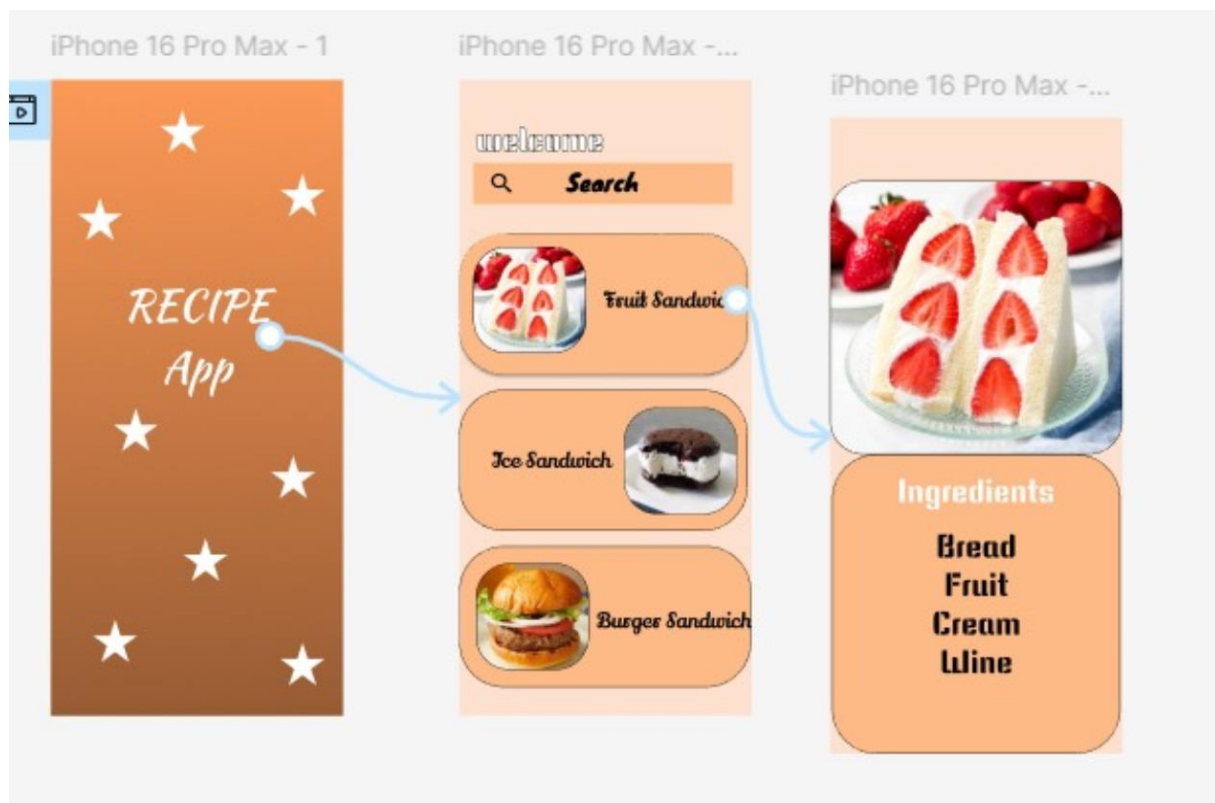 iPhone 16 Pro Max - 1
RECIPE
App
iPhone 16 Pro Max -...
welcome
Search
Fruit Sandwic
Ice Sandwich
Burger Sandwich
iPhone 16 Pro Max -...
Ingredients
Bread
Fruit
Cream
Wine